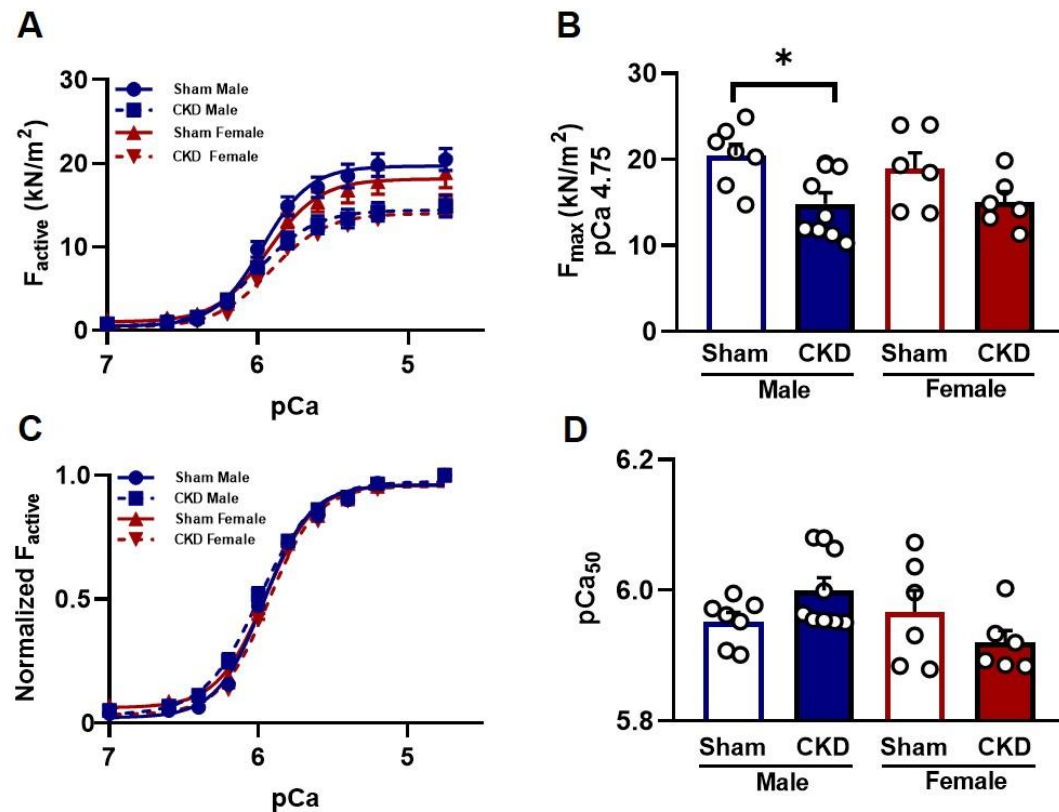 A
F_active (kN/m²)
30
20
10
0
Sham Male
CKD Male
Sham Female
CKD Female
7 6 5
pCa
B
F_max (kN/m²)
pCa 4.75
30
20
10
0
*
Sham CKD Sham CKD
Male Female
C
Normalized F_active
1.0
0.5
0
Sham Male
CKD Male
Sham Female
CKD Female
7 6 5
pCa
D
pCa₅₀
6.2
6.0
5.8
Sham CKD Sham CKD
Male Female